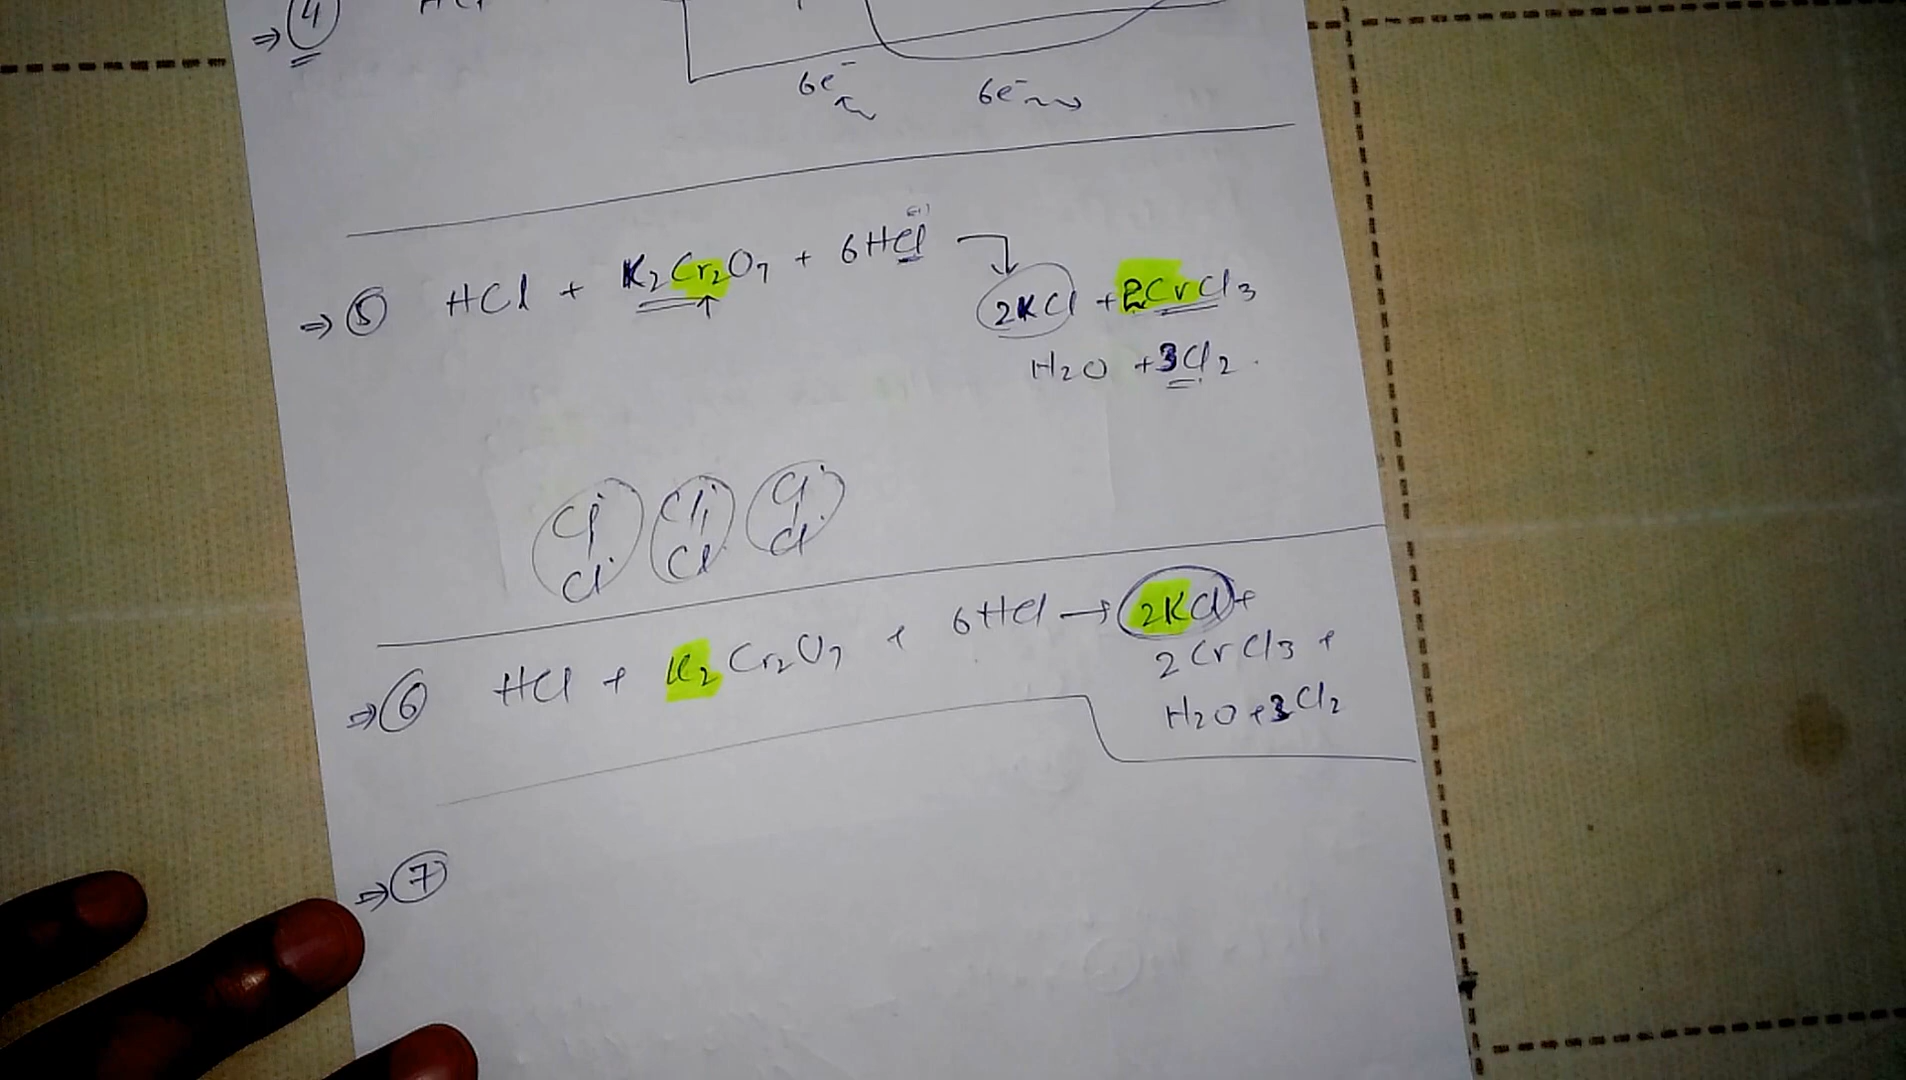 ⇒ ④ HCl
6e⁻ 6e⁻
⇒ ⑤ HCl + K₂Cr₂O₇ + 6HCl → 2KCl + 2CrCl₃
H₂O + 3Cl₂
Cl Cl Cl
Cl Cl Cl
⇒ ⑥ HCl + K₂Cr₂O₇ + 6HCl → 2KCl +
2CrCl₃ +
H₂O + 3Cl₂
⇒ ⑦